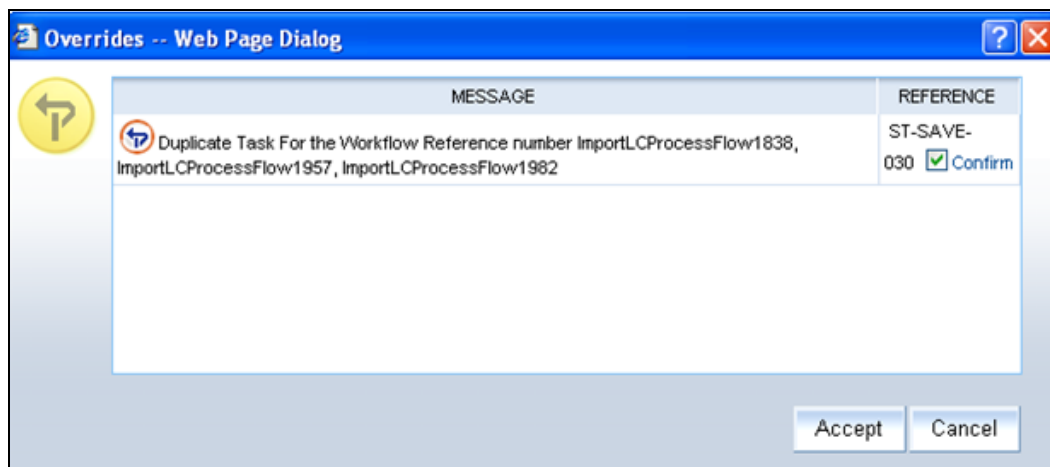 Overrides -- Web Page Dialog
MESSAGE
REFERENCE
Duplicate Task For the Workflow Reference number ImportLCProcessFlow1838,
ImportLCProcessFlow1957, ImportLCProcessFlow1982
ST-SAVE-
030 Confirm
Accept
Cancel